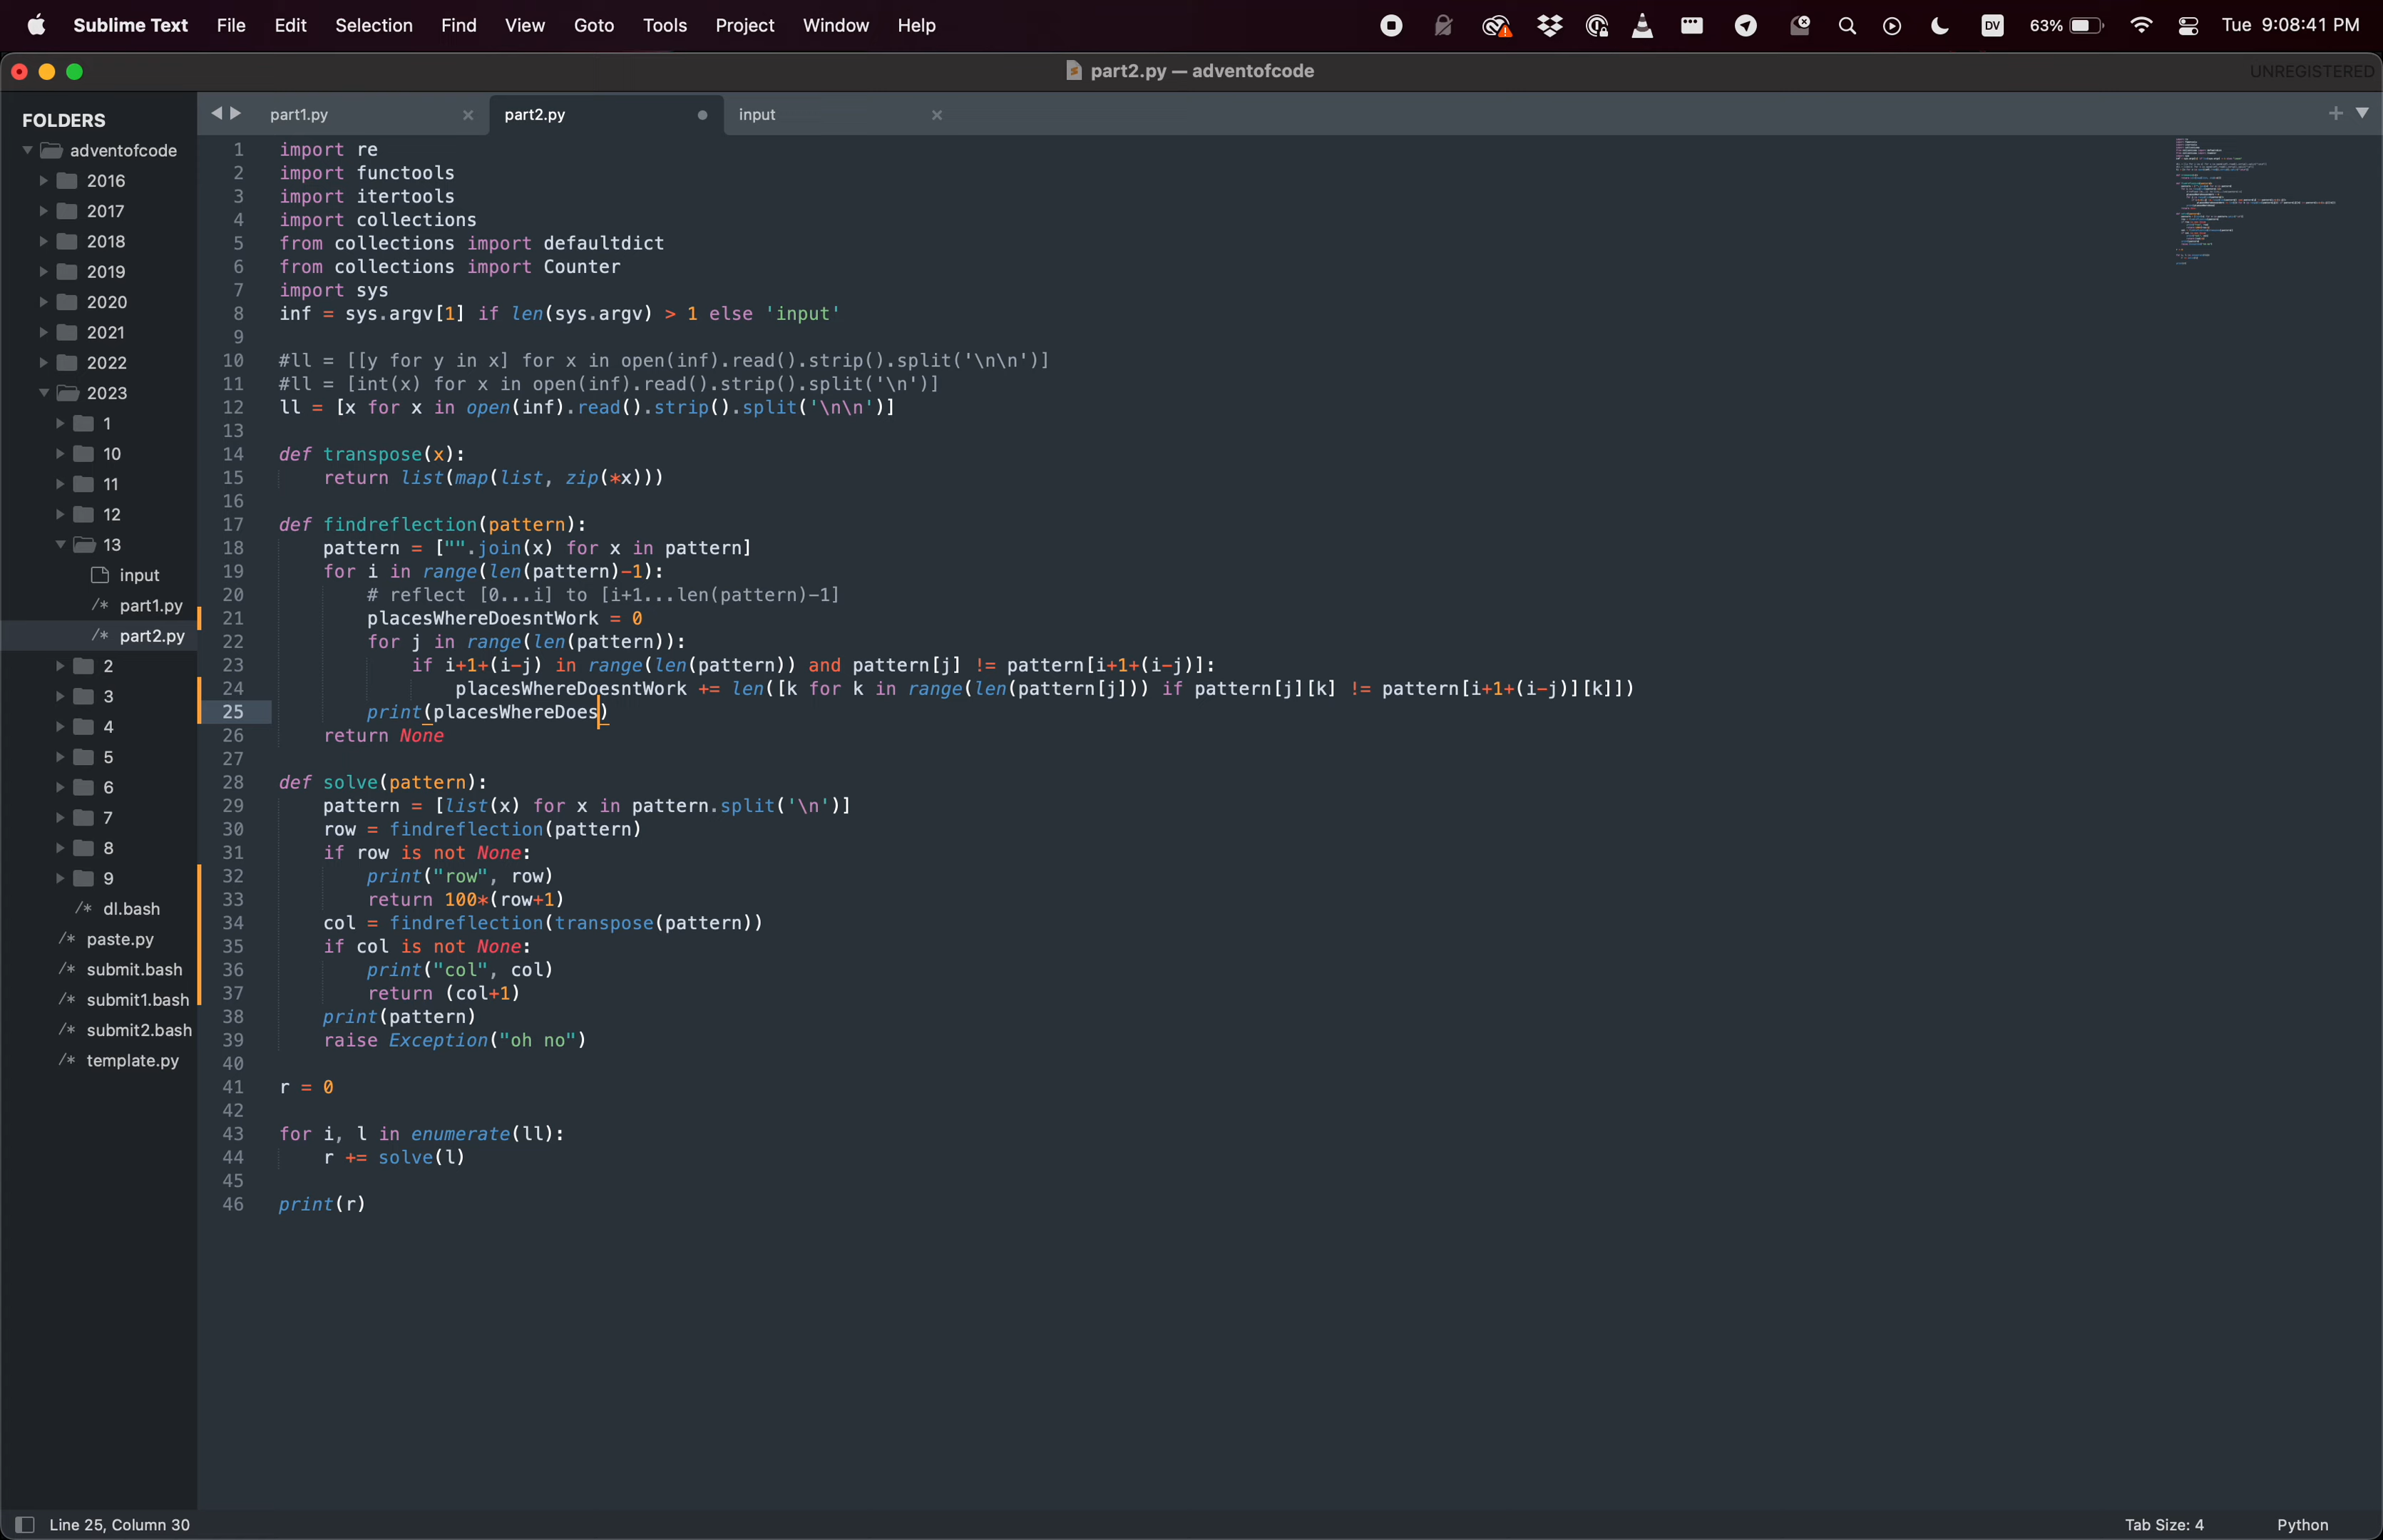 Sublime Text File Edit Selection Find View Goto Tools Project Window Help DV 63% Tue 9:08:41 PM
part2.py — adventofcode
UNREGISTERED
FOLDERS
adventofcode
2016
2017
2018
2019
2020
2021
2022
2023
1
10
11
12
13
input
/* part1.py
/* part2.py
2
3
4
5
6
7
8
9
/* dl.bash
/* paste.py
/* submit.bash
/* submit1.bash
/* submit2.bash
/* template.py
part1.py part2.py input
1 import re
2 import functools
3 import itertools
4 import collections
5 from collections import defaultdict
6 from collections import Counter
7 import sys
8 inf = sys.argv[1] if len(sys.argv) > 1 else 'input'
9
10 #ll = [[y for y in x] for x in open(inf).read().strip().split('\n\n')]
11 #ll = [int(x) for x in open(inf).read().strip().split('\n')]
12 ll = [x for x in open(inf).read().strip().split('\n\n')]
13
14 def transpose(x):
15     return list(map(list, zip(*x)))
16
17 def findreflection(pattern):
18     pattern = ["".join(x) for x in pattern]
19     for i in range(len(pattern)-1):
20         # reflect [0...i] to [i+1...len(pattern)-1]
21         placesWhereDoesntWork = 0
22         for j in range(len(pattern)):
23             if i+1+(i-j) in range(len(pattern)) and pattern[j] != pattern[i+1+(i-j)]:
24                 placesWhereDoesntWork += len([k for k in range(len(pattern[j])) if pattern[j][k] != pattern[i+1+(i-j)][k]])
25         print(placesWhereDoes)
26     return None
27
28 def solve(pattern):
29     pattern = [list(x) for x in pattern.split('\n')]
30     row = findreflection(pattern)
31     if row is not None:
32         print("row", row)
33         return 100*(row+1)
34     col = findreflection(transpose(pattern))
35     if col is not None:
36         print("col", col)
37         return (col+1)
38     print(pattern)
39     raise Exception("oh no")
40
41 r = 0
42
43 for i, l in enumerate(ll):
44     r += solve(l)
45
46 print(r)
Line 25, Column 30
Tab Size: 4
Python